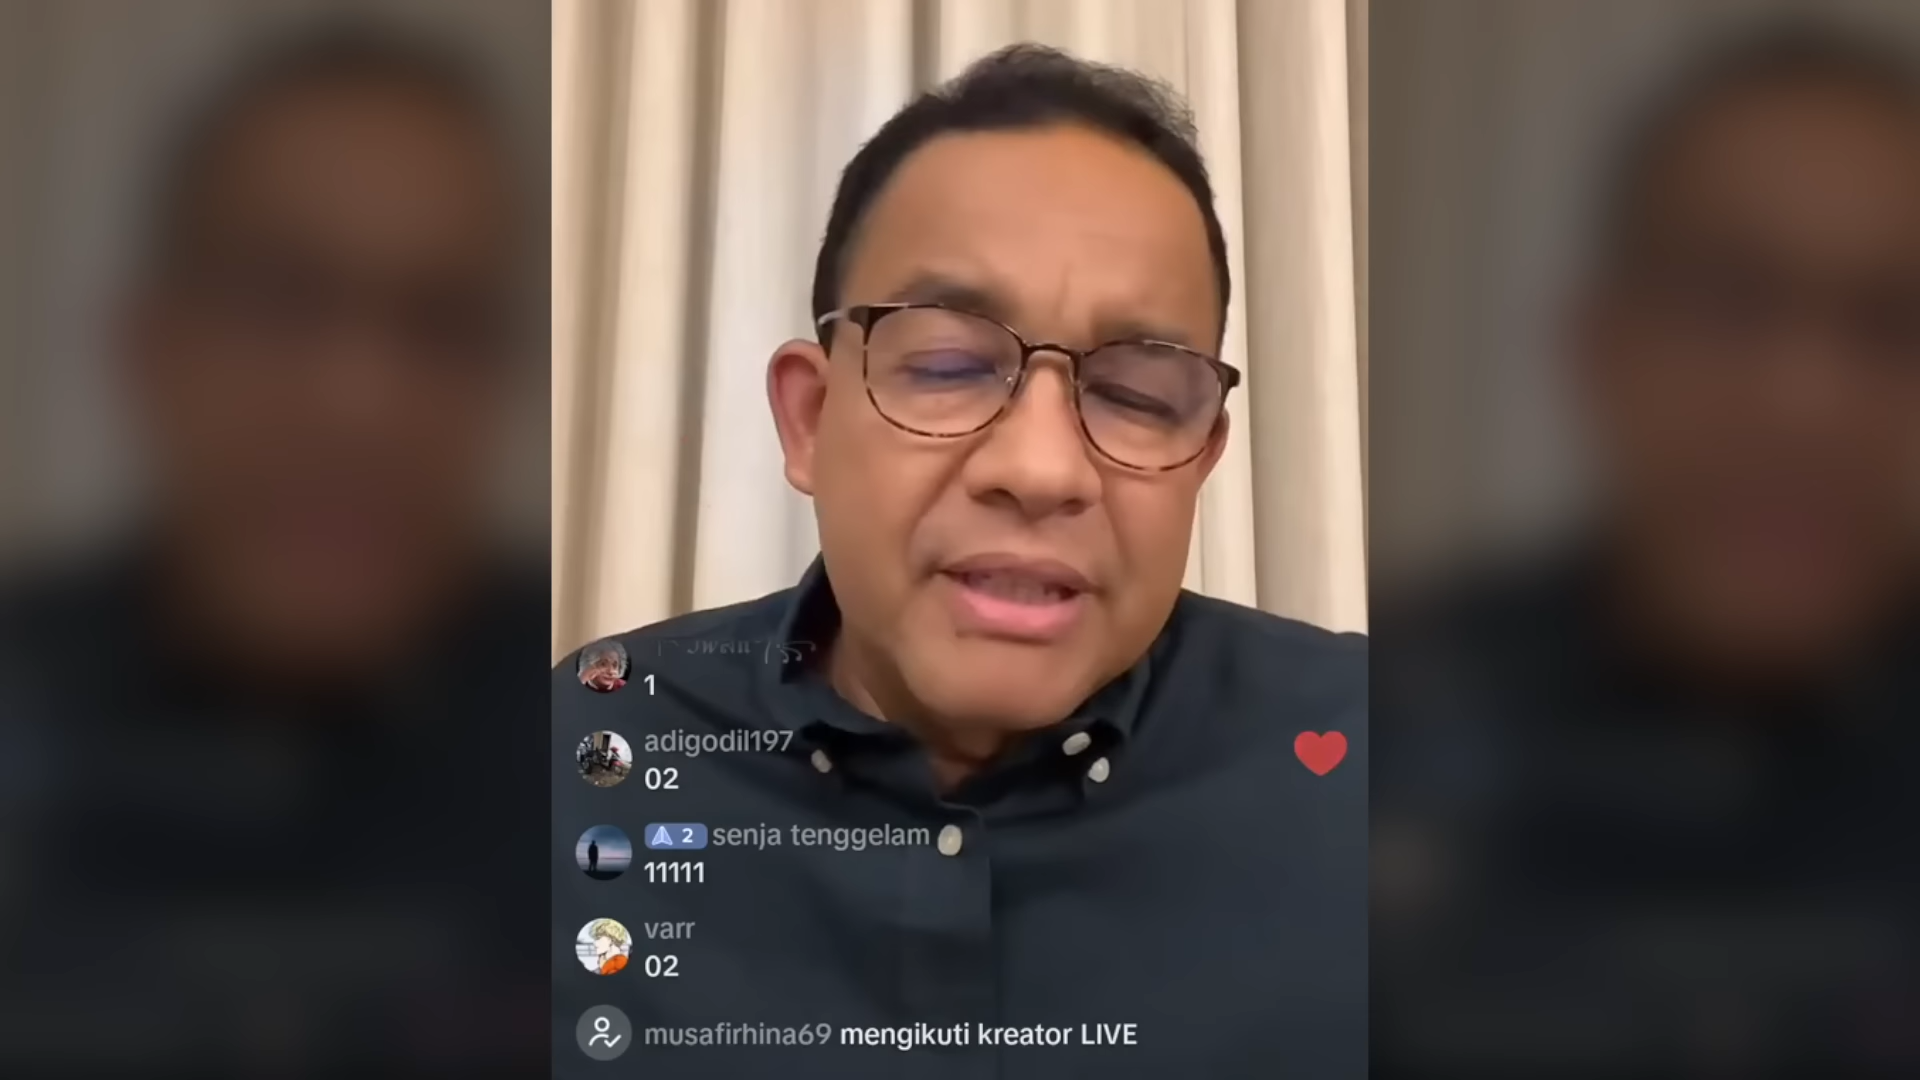 1
adigodil197
02
2 senja tenggelam
11111
varr
02
musafirhina69 mengikuti kreator LIVE